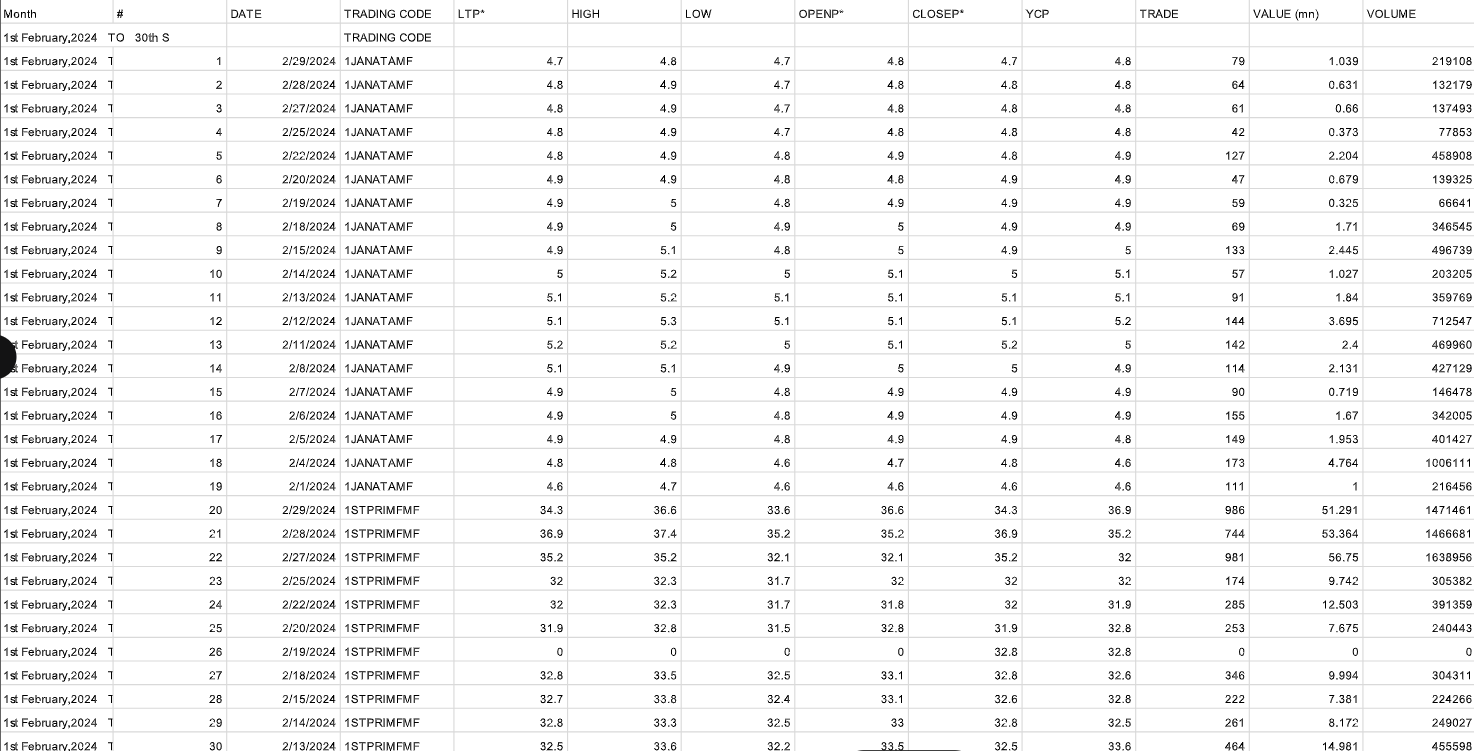 Month # DATE TRADING CODE LTP* HIGH LOW OPENP* CLOSEP* YCP TRADE VALUE (mn) VOLUME
1st February,2024 TO 30th S TRADING CODE
1st February,2024 T 1 2/29/2024 1JANATAMF 4.7 4.8 4.7 4.8 4.7 4.8 79 1.039 219108
1st February,2024 T 2 2/28/2024 1JANATAMF 4.8 4.9 4.7 4.8 4.8 4.8 64 0.631 132179
1st February,2024 T 3 2/27/2024 1JANATAMF 4.8 4.9 4.7 4.8 4.8 4.8 61 0.66 137493
1st February,2024 T 4 2/25/2024 1JANATAMF 4.8 4.9 4.7 4.8 4.8 4.8 42 0.373 77853
1st February,2024 T 5 2/22/2024 1JANATAMF 4.8 4.9 4.8 4.9 4.8 4.9 127 2.204 458908
1st February,2024 T 6 2/20/2024 1JANATAMF 4.9 4.9 4.8 4.8 4.9 4.9 47 0.679 139325
1st February,2024 T 7 2/19/2024 1JANATAMF 4.9 5 4.8 4.9 4.9 4.9 59 0.325 66641
1st February,2024 T 8 2/18/2024 1JANATAMF 4.9 5 4.9 5 4.9 4.9 69 1.71 346545
1st February,2024 T 9 2/15/2024 1JANATAMF 4.9 5.1 4.8 5 4.9 5 133 2.445 496739
1st February,2024 T 10 2/14/2024 1JANATAMF 5 5.2 5 5.1 5 5.1 57 1.027 203205
1st February,2024 T 11 2/13/2024 1JANATAMF 5.1 5.2 5.1 5.1 5.1 5.1 91 1.84 359769
1st February,2024 T 12 2/12/2024 1JANATAMF 5.1 5.3 5.1 5.1 5.1 5.2 144 3.695 712547
st February,2024 T 13 2/11/2024 1JANATAMF 5.2 5.2 5 5.1 5.2 5 142 2.4 469960
st February,2024 T 14 2/8/2024 1JANATAMF 5.1 5.1 4.9 5 5 4.9 114 2.131 427129
1st February,2024 T 15 2/7/2024 1JANATAMF 4.9 5 4.8 4.9 4.9 4.9 90 0.719 146478
1st February,2024 T 16 2/6/2024 1JANATAMF 4.9 5 4.8 4.9 4.9 4.9 155 1.67 342005
1st February,2024 T 17 2/5/2024 1JANATAMF 4.9 4.9 4.8 4.9 4.9 4.8 149 1.953 401427
1st February,2024 T 18 2/4/2024 1JANATAMF 4.8 4.8 4.6 4.7 4.8 4.6 173 4.764 1006111
1st February,2024 T 19 2/1/2024 1JANATAMF 4.6 4.7 4.6 4.6 4.6 4.6 111 1 216456
1st February,2024 T 20 2/29/2024 1STPRIMFMF 34.3 36.6 33.6 36.6 34.3 36.9 986 51.291 1471461
1st February,2024 T 21 2/28/2024 1STPRIMFMF 36.9 37.4 35.2 35.2 36.9 35.2 744 53.364 1466681
1st February,2024 T 22 2/27/2024 1STPRIMFMF 35.2 35.2 32.1 32.1 35.2 32 981 56.75 1638956
1st February,2024 T 23 2/25/2024 1STPRIMFMF 32 32.3 31.7 32 32 32 174 9.742 305382
1st February,2024 T 24 2/22/2024 1STPRIMFMF 32 32.3 31.7 31.8 32 31.9 285 12.503 391359
1st February,2024 T 25 2/20/2024 1STPRIMFMF 31.9 32.8 31.5 32.8 31.9 32.8 253 7.675 240443
1st February,2024 T 26 2/19/2024 1STPRIMFMF 0 0 0 0 32.8 32.8 0 0 0
1st February,2024 T 27 2/18/2024 1STPRIMFMF 32.8 33.5 32.5 33.1 32.8 32.6 346 9.994 304311
1st February,2024 T 28 2/15/2024 1STPRIMFMF 32.7 33.8 32.4 33.1 32.6 32.8 222 7.381 224266
1st February,2024 T 29 2/14/2024 1STPRIMFMF 32.8 33.3 32.5 33 32.8 32.5 261 8.172 249027
1st February,2024 T 30 2/13/2024 1STPRIMFMF 32.5 33.6 32.2 33.5 32.5 33.6 464 14.981 455590